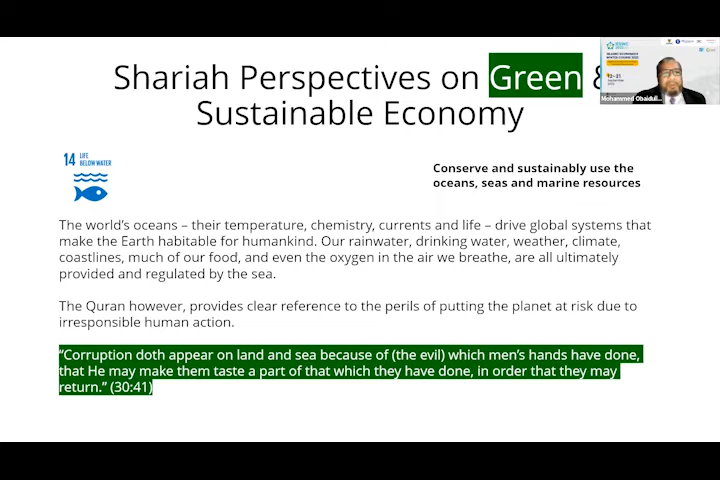 Shariah Perspectives on Green &
Sustainable Economy
ISLAMIC ECONOMICS
WINTER COURSE 2022
Mohammed Obaidull...
14 LIFE
BELOW WATER
Conserve and sustainably use the
oceans, seas and marine resources
The world's oceans – their temperature, chemistry, currents and life – drive global systems that
make the Earth habitable for humankind. Our rainwater, drinking water, weather, climate,
coastlines, much of our food, and even the oxygen in the air we breathe, are all ultimately
provided and regulated by the sea.
The Quran however, provides clear reference to the perils of putting the planet at risk due to
irresponsible human action.
“Corruption doth appear on land and sea because of (the evil) which men's hands have done,
that He may make them taste a part of that which they have done, in order that they may
return.” (30:41)